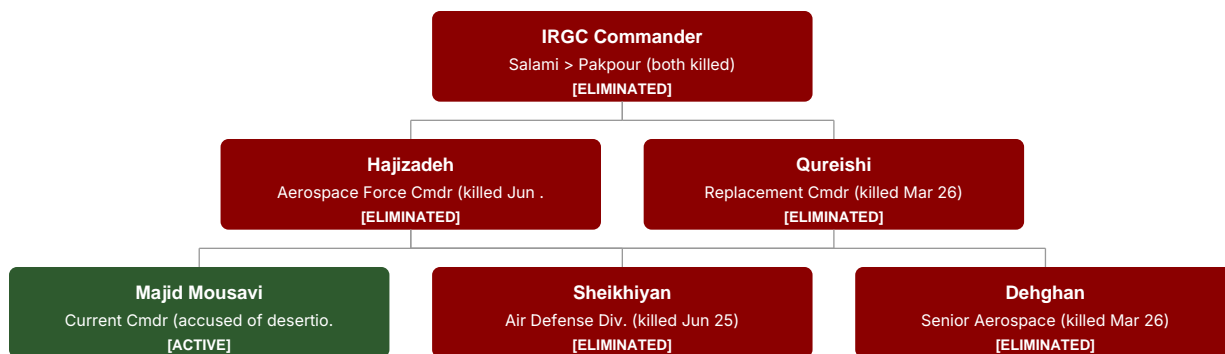 IRGC Commander
Salami > Pakpour (both killed)
[ELIMINATED]
Hajizadeh
Aerospace Force Cmdr (killed Jun .
[ELIMINATED]
Qureishi
Replacement Cmdr (killed Mar 26)
[ELIMINATED]
Majid Mousavi
Current Cmdr (accused of desertio.
[ACTIVE]
Sheikhiyan
Air Defense Div. (killed Jun 25)
[ELIMINATED]
Dehghan
Senior Aerospace (killed Mar 26)
[ELIMINATED]